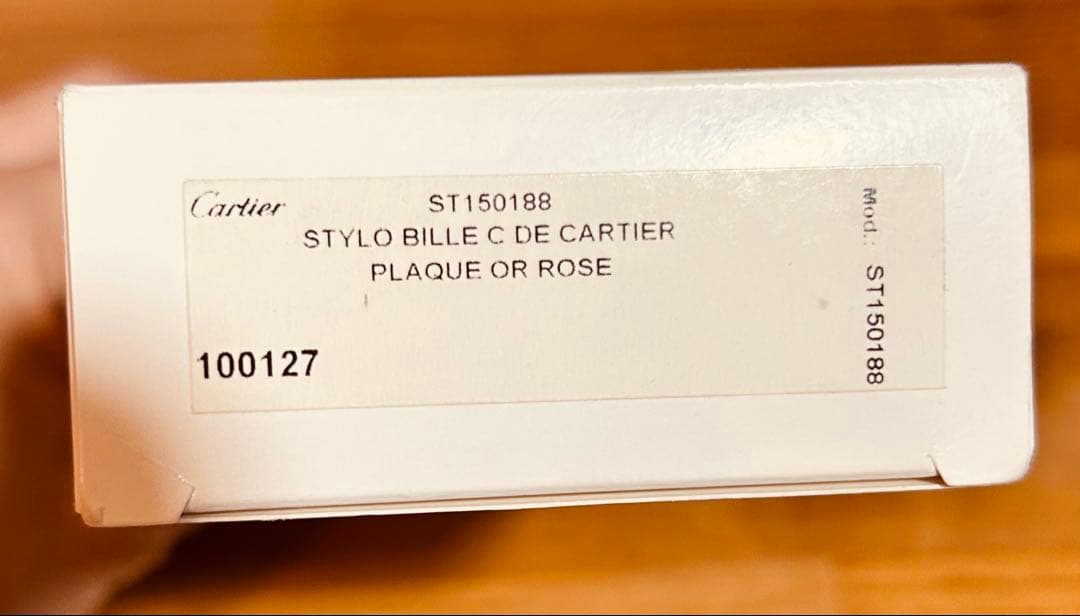 Cartier
ST150188
STYLO BILLE C DE CARTIER
PLAQUE OR ROSE
100127
Mod.: ST150188